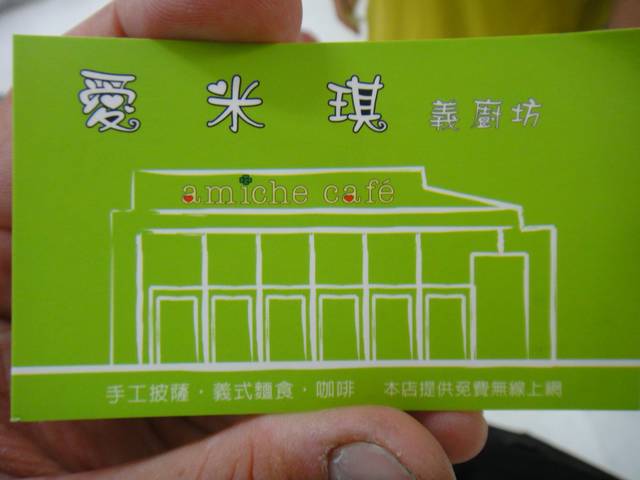 愛米琪 義廚坊
amiche café
手工披薩・義式麵食・咖啡 本店提供免費無線上網